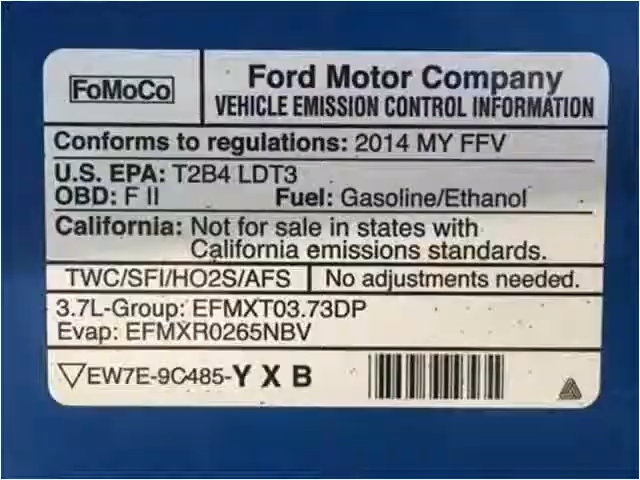 FoMoCo
Ford Motor Company
VEHICLE EMISSION CONTROL INFORMATION
Conforms to regulations: 2014 MY FFV
U.S. EPA: T2B4 LDT3
OBD: F II Fuel: Gasoline/Ethanol
California: Not for sale in states with
California emissions standards.
TWC/SFI/HO2S/AFS No adjustments needed.
3.7L-Group: EFMXT03.73DP
Evap: EFMXR0265NBV
▽EW7E-9C485-Y X B